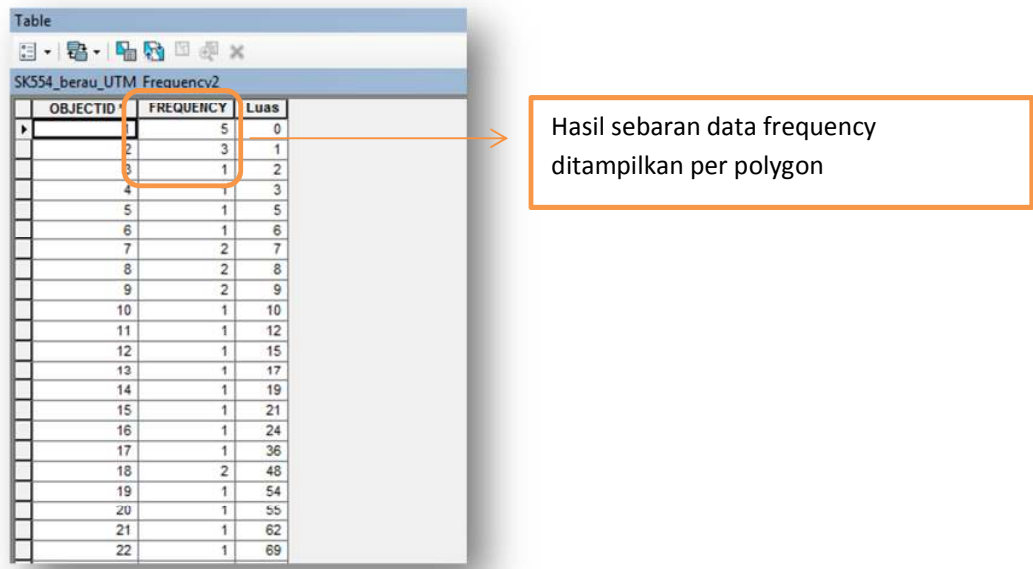 Table
SK554_berau_UTM_Frequency2
OBJECTID * FREQUENCY Luas
1 5 0
2 3 1
3 1 2
4 1 3
5 1 5
6 1 6
7 2 7
8 2 8
9 2 9
10 1 10
11 1 12
12 1 15
13 1 17
14 1 19
15 1 21
16 1 24
17 1 36
18 2 48
19 1 54
20 1 55
21 1 62
22 1 69
Hasil sebaran data frequency
ditampilkan per polygon